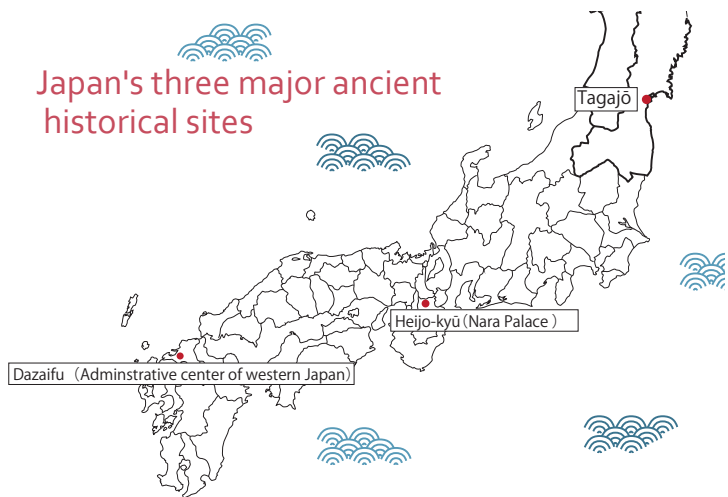 Japan's three major ancient
historical sites
Tagajō
Heijo-kyū(Nara Palace )
Dazaifu (Adminstrative center of western Japan)